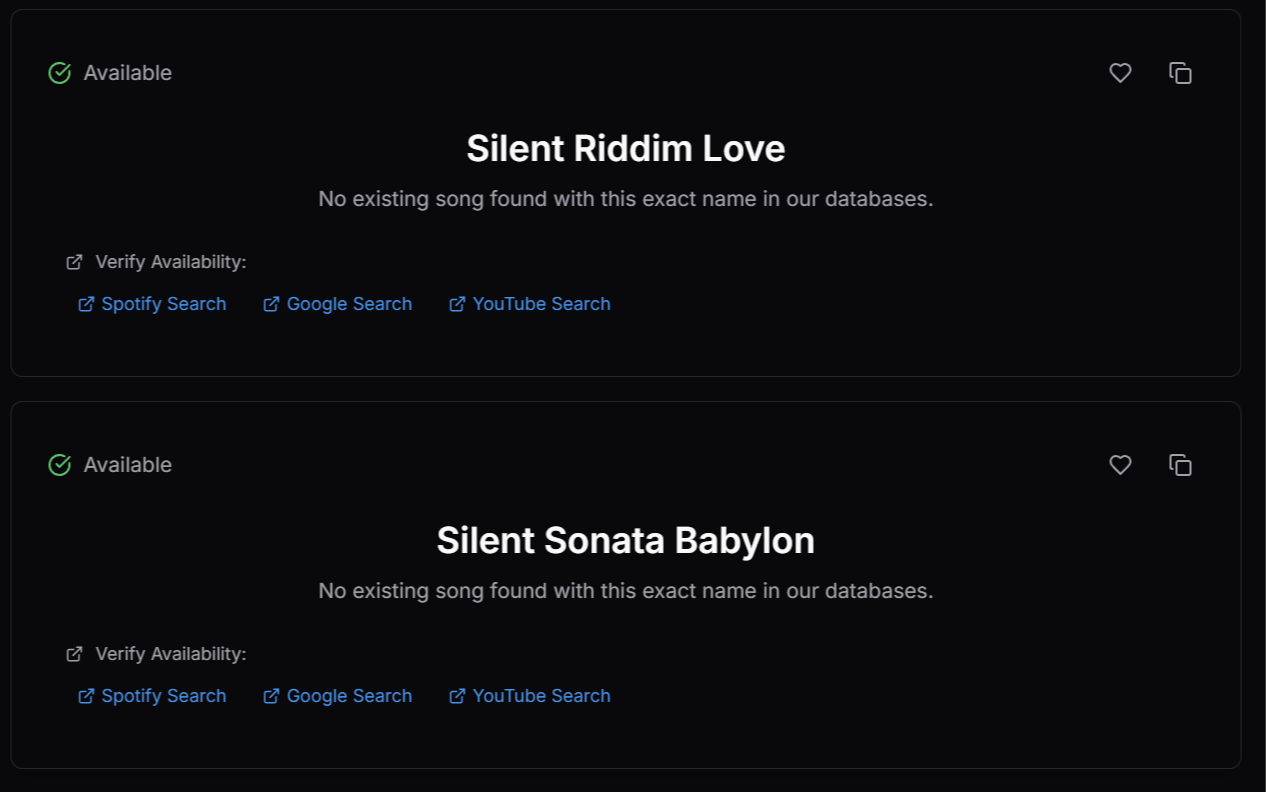 Available
Silent Riddim Love
No existing song found with this exact name in our databases.
Verify Availability:
Spotify Search Google Search YouTube Search
Available
Silent Sonata Babylon
No existing song found with this exact name in our databases.
Verify Availability:
Spotify Search Google Search YouTube Search